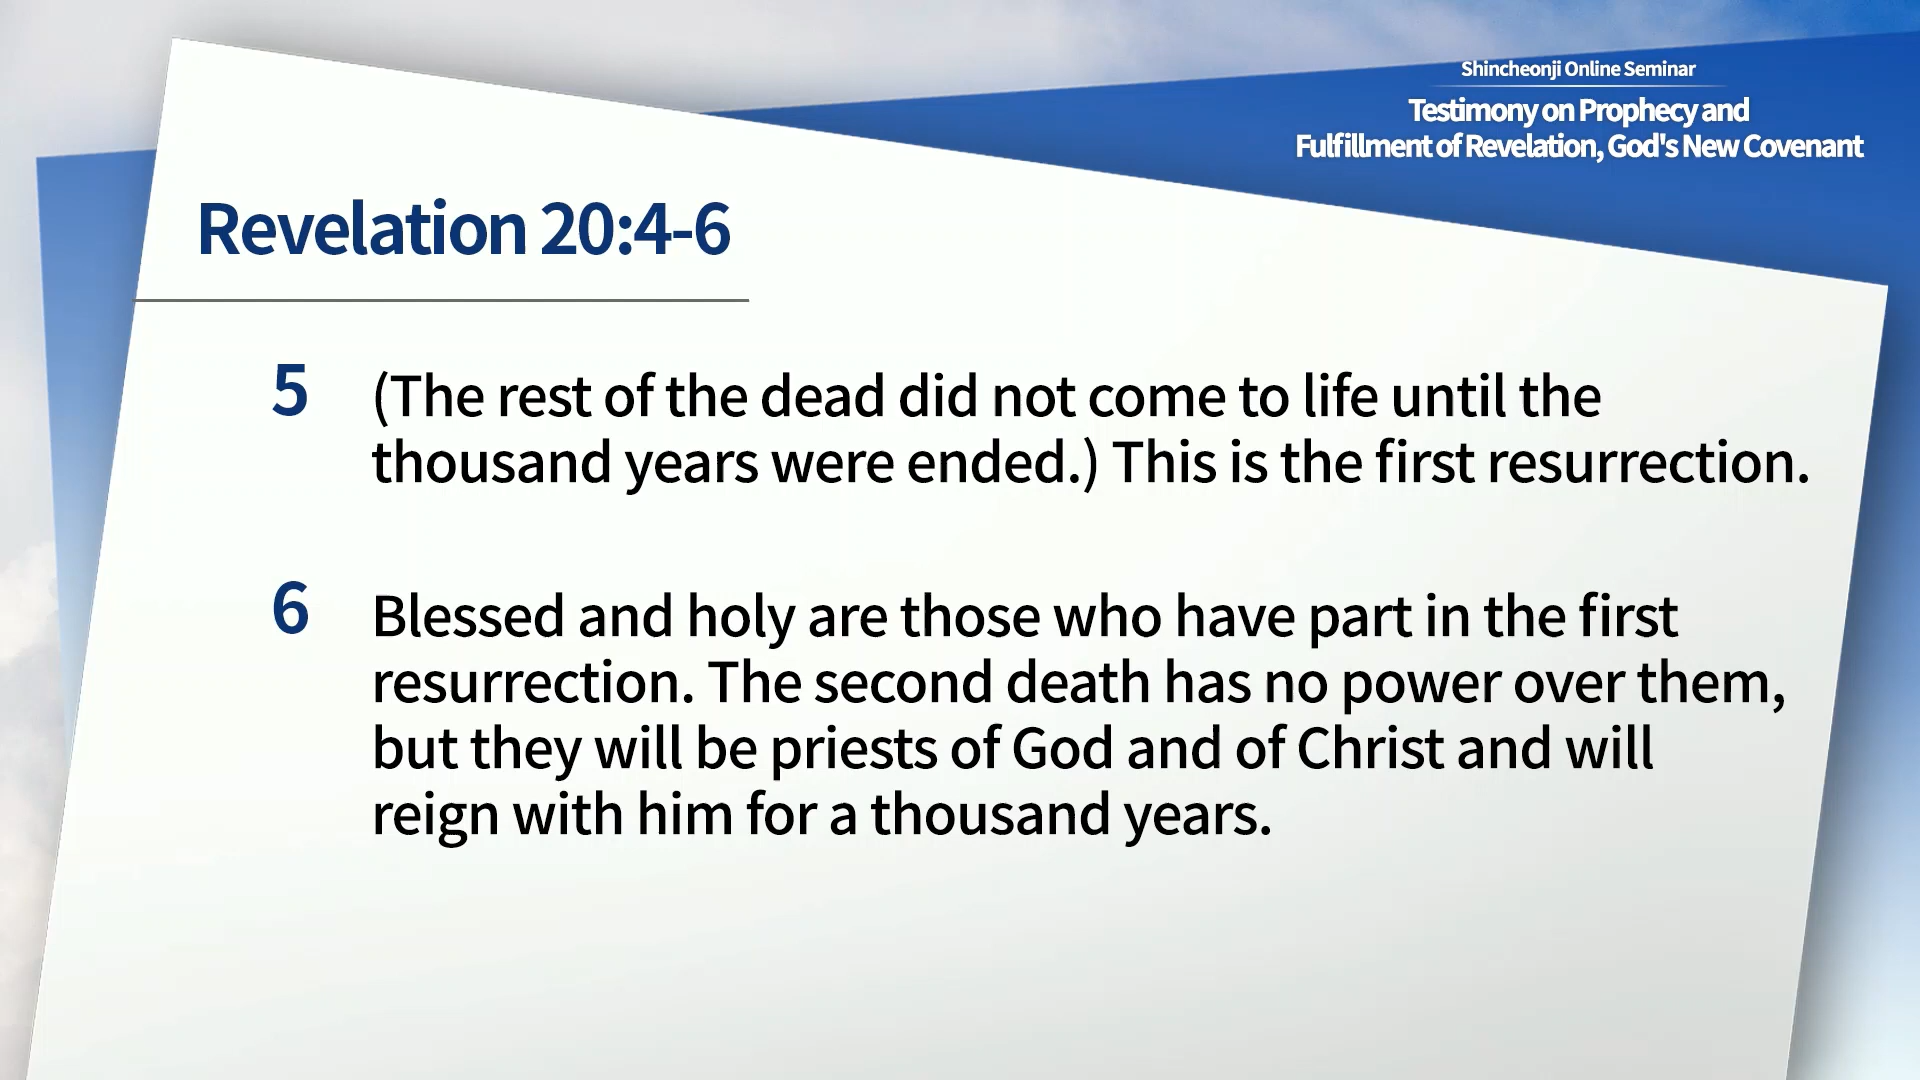 Shincheonji Online Seminar
Testimony on Prophecy and
Fulfillment of Revelation, God's New Covenant
Revelation 20:4-6
5 (The rest of the dead did not come to life until the
thousand years were ended.) This is the first resurrection.
6 Blessed and holy are those who have part in the first
resurrection. The second death has no power over them,
but they will be priests of God and of Christ and will
reign with him for a thousand years.